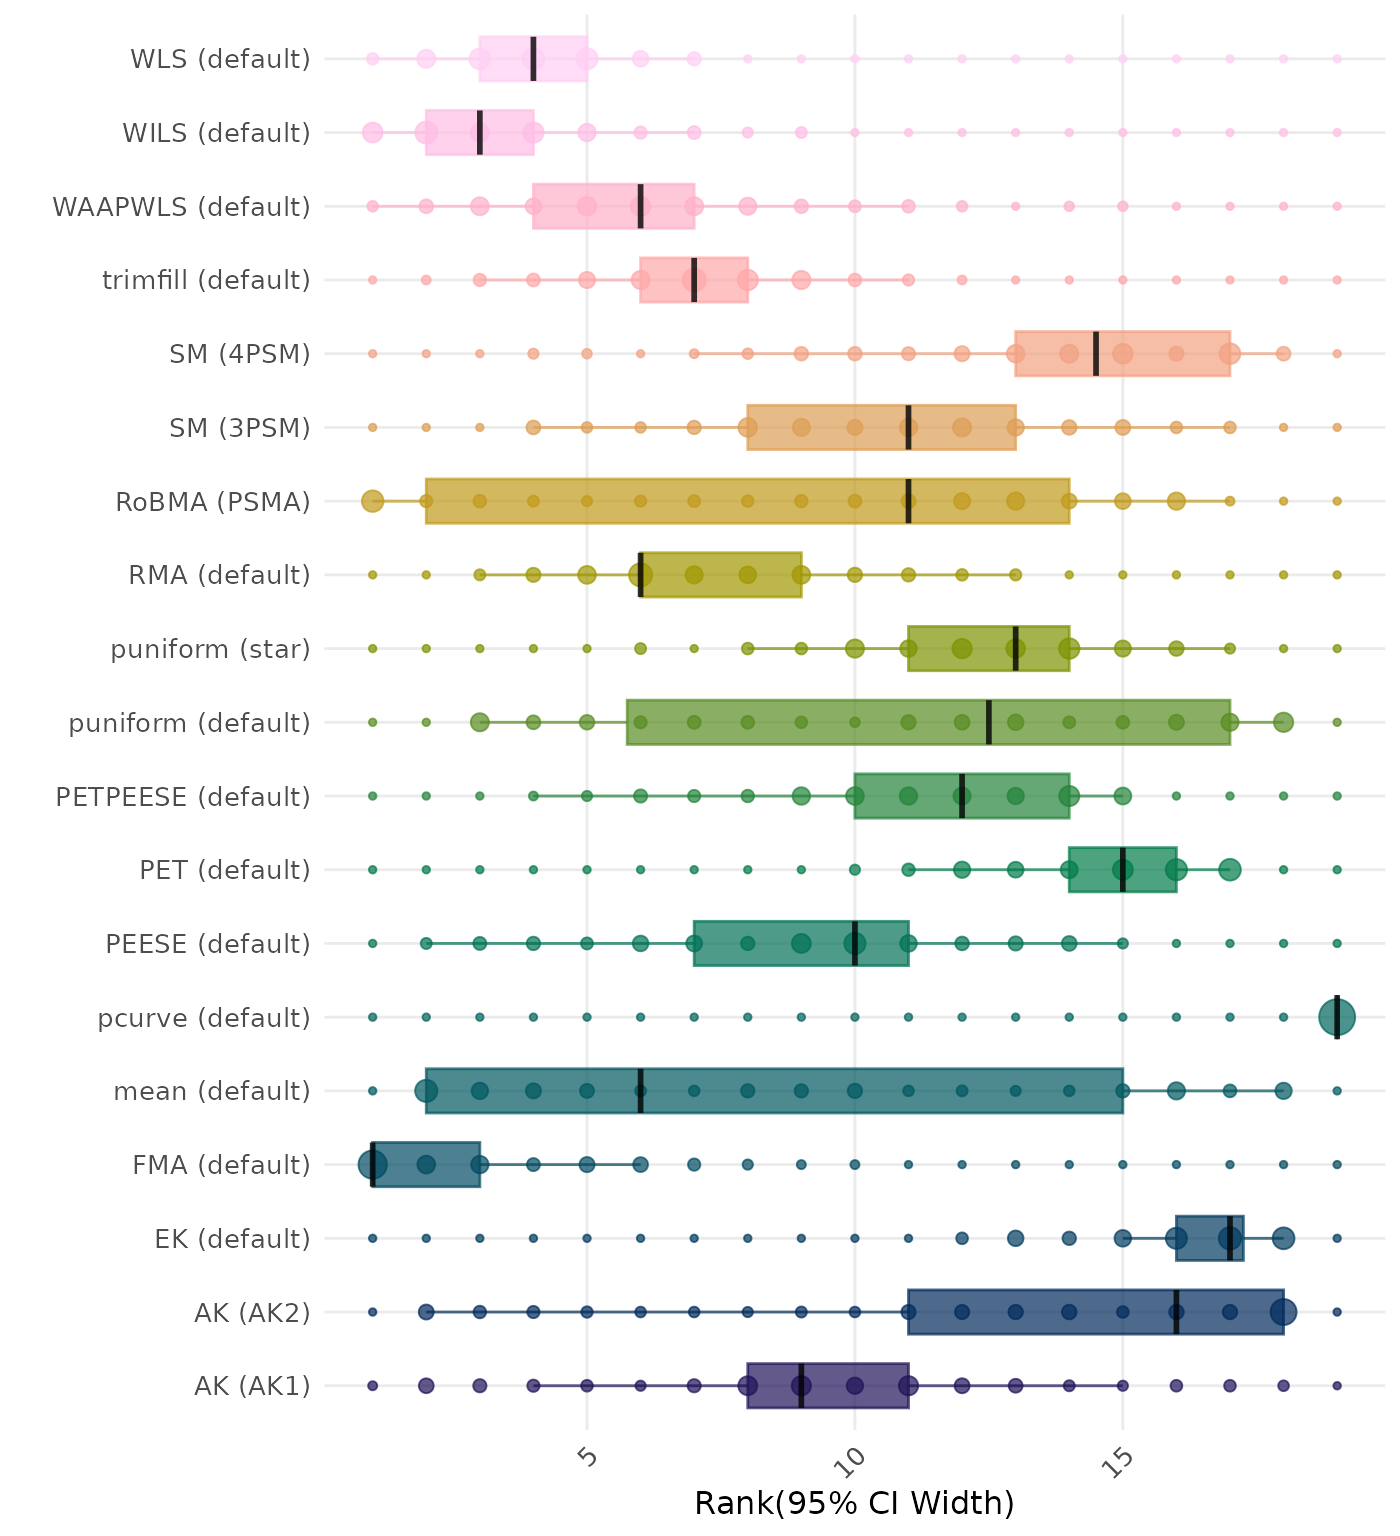 WLS (default)
WILS (default)
WAAPWLS (default)
trimfill (default)
SM (4PSM)
SM (3PSM)
RoBMA (PSMA)
RMA (default)
puniform (star)
puniform (default)
PETPEESE (default)
PET (default)
PEESE (default)
pcurve (default)
mean (default)
FMA (default)
EK (default)
AK (AK2)
AK (AK1)
5 10 15
Rank(95% CI Width)